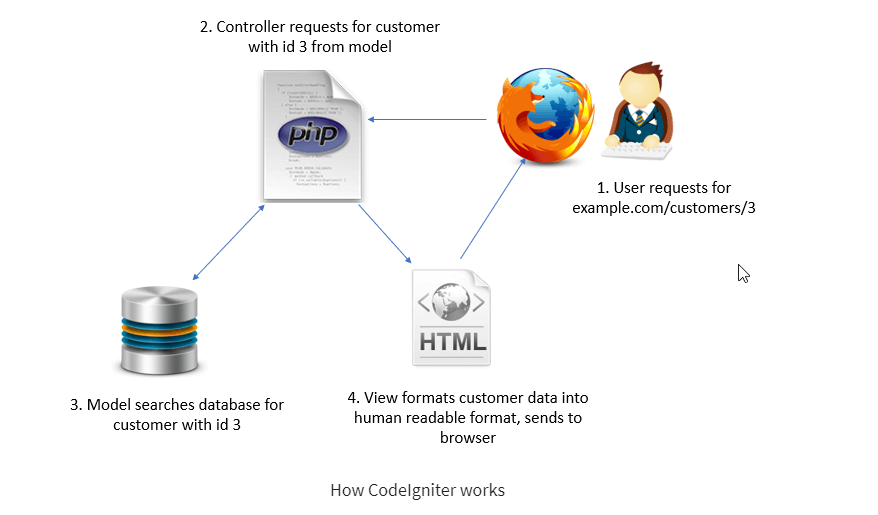 2. Controller requests for customer
with id 3 from model
php
1. User requests for
example.com/customers/3
HTML
3. Model searches database for
customer with id 3
4. View formats customer data into
human readable format, sends to
browser
How CodeIgniter works